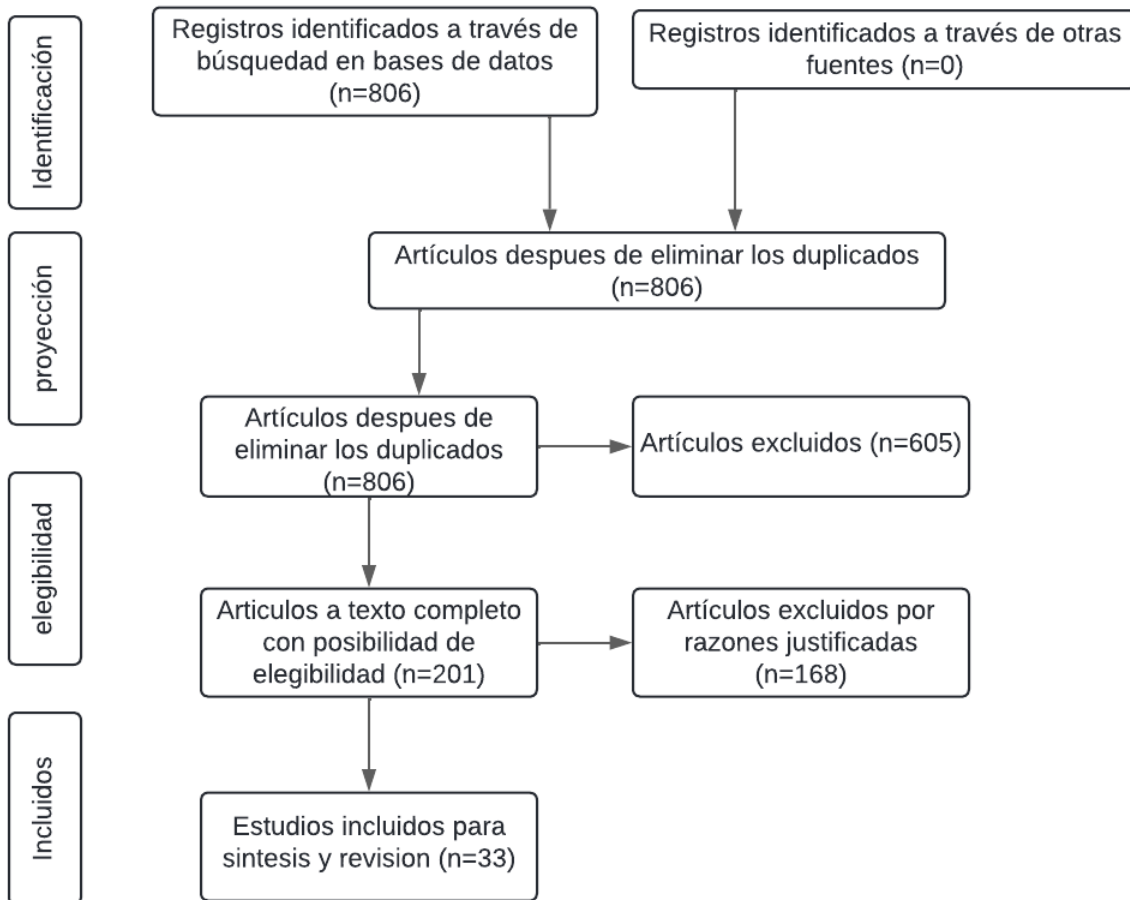 Identificación
Registros identificados a través de
búsquedad en bases de datos
(n=806)
Registros identificados a través de otras
fuentes (n=0)
proyección
Artículos despues de eliminar los duplicados
(n=806)
Artículos despues de
eliminar los duplicados
(n=806)
Artículos excluidos (n=605)
elegibilidad
Articulos a texto completo
con posibilidad de
elegibilidad (n=201)
Artículos excluidos por
razones justificadas
(n=168)
Incluidos
Estudios incluidos para
sintesis y revision (n=33)